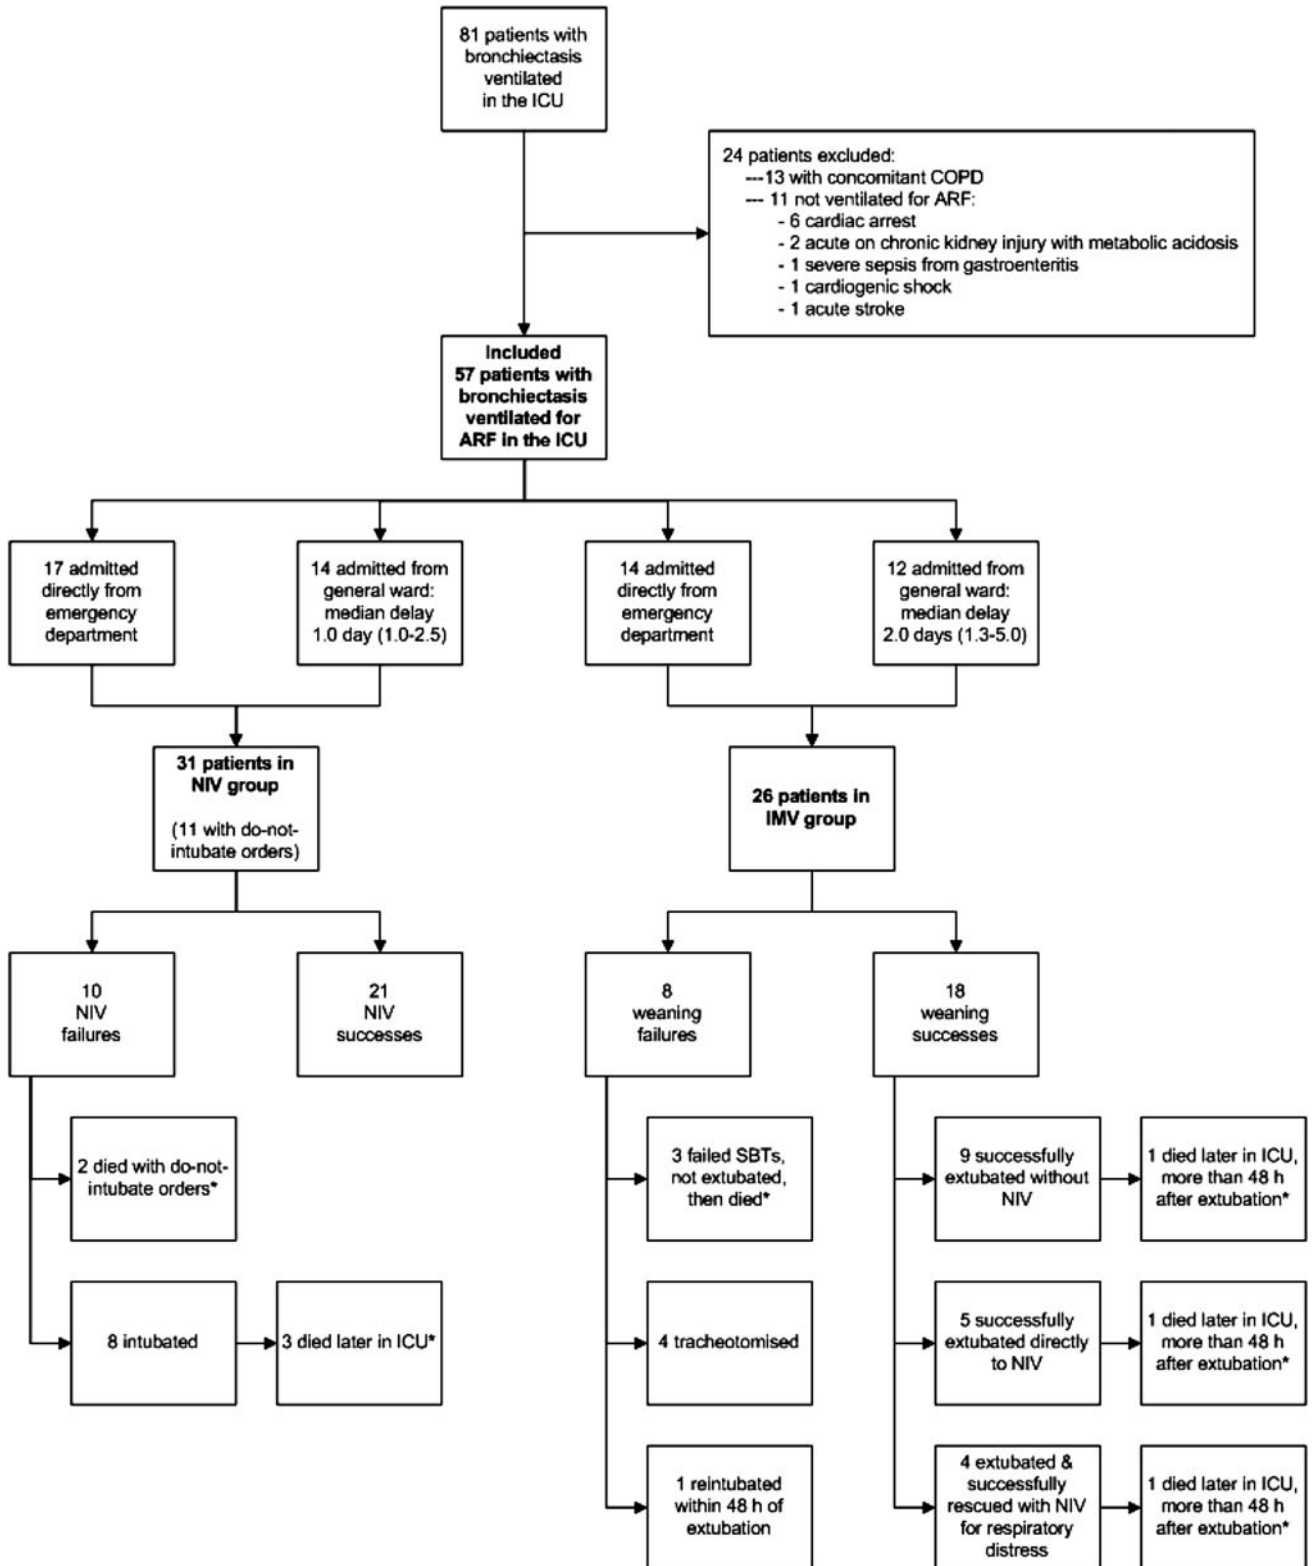 81 patients with
bronchiectasis
ventilated
in the ICU
24 patients excluded:
---13 with concomitant COPD
--- 11 not ventilated for ARF:
- 6 cardiac arrest
- 2 acute on chronic kidney injury with metabolic acidosis
- 1 severe sepsis from gastroenteritis
- 1 cardiogenic shock
- 1 acute stroke
Included
57 patients with
bronchiectasis
ventilated for
ARF in the ICU
17 admitted
directly from
emergency
department
14 admitted from
general ward:
median delay
1.0 day (1.0-2.5)
14 admitted
directly from
emergency
department
12 admitted from
general ward:
median delay
2.0 days (1.3-5.0)
31 patients in
NIV group
(11 with do-not-
intubate orders)
26 patients in
IMV group
10
NIV
failures
21
NIV
successes
8
weaning
failures
18
weaning
successes
2 died with do-not-
intubate orders*
3 failed SBTs,
not extubated,
then died*
9 successfully
extubated without
NIV
1 died later in ICU,
more than 48 h
after extubation*
8 intubated
3 died later in ICU*
4 tracheotomised
5 successfully
extubated directly
to NIV
1 died later in ICU,
more than 48 h
after extubation*
1 reintubated
within 48 h of
extubation
4 extubated &
successfully
rescued with NIV
for respiratory
distress
1 died later in ICU,
more than 48 h
after extubation*